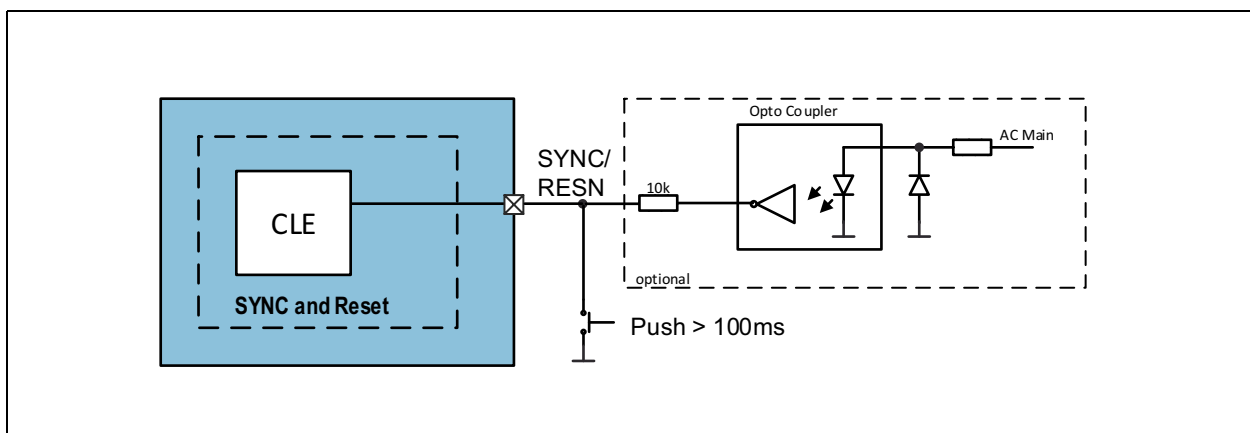 Opto Coupler
AC Main
SYNC/
RESN
10k
CLE
optional
SYNC and Reset
Push > 100ms